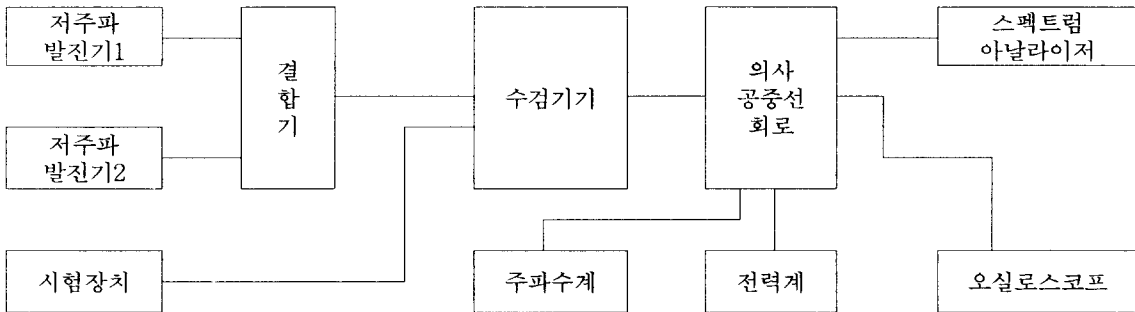 저주파
발진기1
결
합
기
수검기기
의사
공중선
회로
스펙트럼
아날라이저
저주파
발진기2
시험장치
주파수계
전력계
오실로스코프